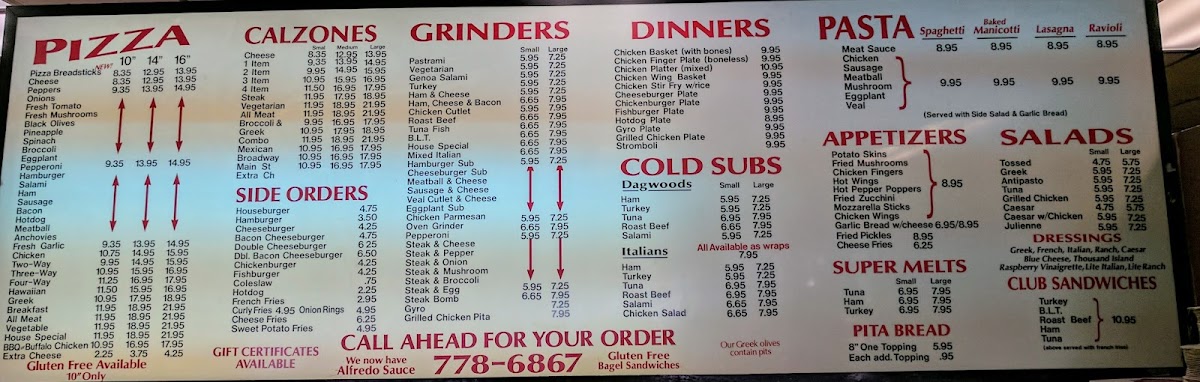 PIZZA
10" 14" 16"
Pizza Breadsticks NEW! 8.35 12.95 13.95
Cheese 8.35 12.95 13.95
Peppers 9.35 13.95 14.95
Onions
Fresh Tomato
Fresh Mushrooms
Black Olives
Pineapple
Spinach
Broccoli
Eggplant
Pepperoni 9.35 13.95 14.95
Hamburger
Salami
Ham
Sausage
Bacon
Hotdog
Meatball
Anchovies
Fresh Garlic 9.35 13.95 14.95
Chicken 10.75 14.95 15.95
Two-Way 9.95 14.95 15.95
Three-Way 10.95 15.95 16.95
Four-Way 11.25 16.95 17.95
Hawaiian 11.50 15.95 16.95
Greek 10.95 17.95 18.95
Breakfast 11.95 18.95 21.95
All Meat 11.95 18.95 21.95
Vegetable 11.95 18.95 21.95
House Special 11.95 18.95 21.95
BBQ-Buffalo Chicken 10.95 16.95 17.95
Extra Cheese 2.25 3.75 4.25
Gluten Free Available
10" Only
CALZONES
Small Medium Large
Cheese 8.35 12.95 13.95
1 Item 9.35 13.95 14.95
2 Item 9.95 14.95 15.95
3 Item 10.95 15.95 16.95
4 Item 11.50 16.95 17.95
Steak 11.95 17.95 18.95
Vegetarian 11.95 18.95 21.95
All Meat 11.95 18.95 21.95
Broccoli & 9.95 16.95 17.95
Greek 10.95 17.95 18.95
Combo 11.95 18.95 21.95
Mexican 10.95 16.95 17.95
Broadway 10.95 16.95 17.95
Main St 10.95 16.95 17.95
Extra Ch
SIDE ORDERS
Houseburger 4.75
Hamburger 3.50
Cheeseburger 4.25
Bacon Cheeseburger 4.75
Double Cheeseburger 6.25
Dbl. Bacon Cheeseburger 6.50
Chickenburger 4.25
Fishburger 4.25
Coleslaw .75
Hotdog 2.25
French Fries 2.95
Curly Fries 4.95 Onion Rings 4.95
Cheese Fries 6.25
Sweet Potato Fries 4.95
GIFT CERTIFICATES
AVAILABLE
GRINDERS
Small Large
Pastrami 5.95 7.25
Vegetarian 5.95 7.25
Genoa Salami 5.95 7.25
Turkey 5.95 7.25
Ham & Cheese 5.95 7.25
Ham, Cheese & Bacon 6.65 7.95
Chicken Cutlet 5.95 7.25
Roast Beef 6.65 7.95
Tuna Fish 6.65 7.95
B.L.T. 5.95 7.25
House Special 6.65 7.95
Mixed Italian 6.65 7.95
Hamburger Sub 5.95 7.25
Cheeseburger Sub
Meatball & Cheese
Sausage & Cheese
Veal Cutlet & Cheese
Eggplant Sub
Chicken Parmesan 5.95 7.25
Oven Grinder 6.65 7.95
Pepperoni 5.95 7.25
Steak & Cheese
Steak & Pepper
Steak & Onion
Steak & Mushroom
Steak & Broccoli
Steak & Egg 5.95 7.25
Steak Bomb 6.65 7.95
Gyro 7.25
Grilled Chicken Pita 7.95
CALL AHEAD FOR YOUR ORDER
We now have
Alfredo Sauce
778-6867
Gluten Free
Bagel Sandwiches
DINNERS
Chicken Basket (with bones) 9.95
Chicken Finger Plate (boneless) 9.95
Chicken Platter (mixed) 10.95
Chicken Wing Basket 9.95
Chicken Stir Fry w/rice 9.95
Cheeseburger Plate 9.95
Chickenburger Plate 9.95
Fishburger Plate 9.95
Hotdog Plate 8.95
Gyro Plate 9.95
Grilled Chicken Plate 9.95
Stromboli 9.95
COLD SUBS
Dagwoods Small Large
Ham 5.95 7.25
Turkey 5.95 7.25
Tuna 6.65 7.95
Roast Beef 6.65 7.95
Salami 5.95 7.25
Italians All Available as wraps
7.95
Ham 5.95 7.25
Turkey 5.95 7.25
Tuna 6.65 7.95
Roast Beef 6.65 7.95
Salami 6.65 7.95
Chicken Salad 6.65 7.95
Our Greek olives
contain pits
PASTA
Spaghetti Baked Manicotti Lasagna Ravioli
Meat Sauce 8.95 8.95 8.95 8.95
Chicken
Sausage
Meatball 9.95 9.95 9.95 9.95
Mushroom
Eggplant
Veal
(Served with Side Salad & Garlic Bread)
APPETIZERS
Potato Skins
Fried Mushrooms
Chicken Fingers
Hot Wings
Hot Pepper Poppers 8.95
Fried Zucchini
Mozzarella Sticks
Chicken Wings
Garlic Bread w/cheese 6.95/8.95
Fried Pickles 8.95
Cheese Fries 6.25
SUPER MELTS
Small Large
Tuna 6.95 7.95
Ham 6.95 7.95
Turkey 6.95 7.95
PITA BREAD
8" One Topping 5.95
Each add. Topping .95
SALADS
Small Large
Tossed 4.75 5.75
Greek 5.95 7.25
Antipasto 5.95 7.25
Tuna 5.95 7.25
Grilled Chicken 5.95 7.25
Caesar 4.75 5.75
Caesar w/Chicken 5.95 7.25
Julienne 5.95 7.25
DRESSINGS
Greek, French, Italian, Ranch, Caesar
Blue Cheese, Thousand Island
Raspberry Vinaigrette, Lite Italian, Lite Ranch
CLUB SANDWICHES
Turkey
B.L.T.
Roast Beef 10.95
Ham
Tuna
(above served with french fries)